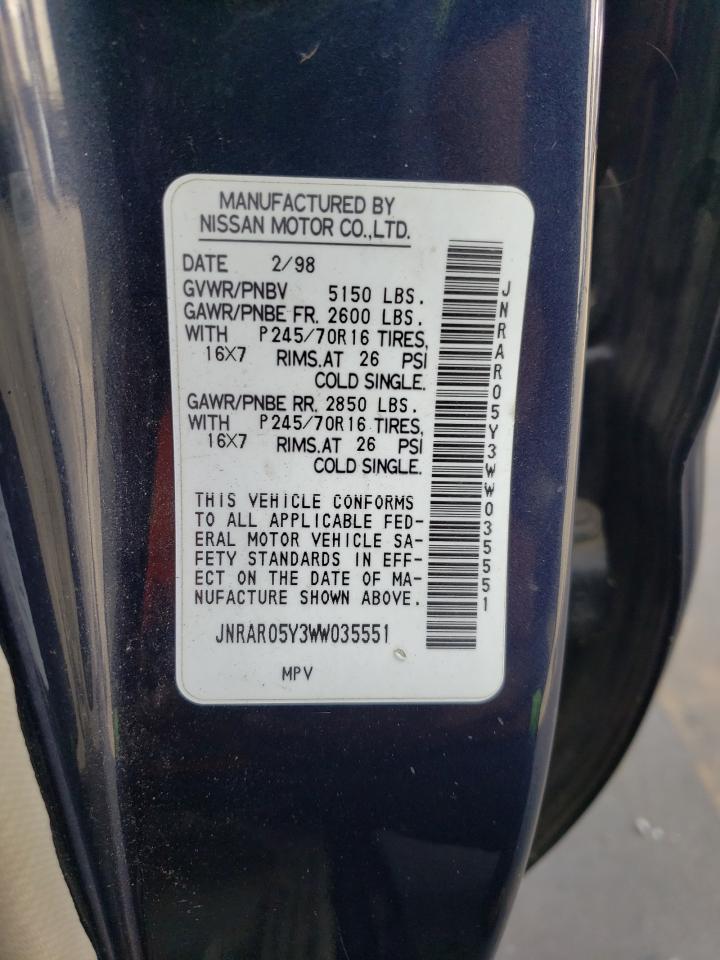 MANUFACTURED BY
NISSAN MOTOR CO.,LTD.
DATE 2/98
GVWR/PNBV 5150 LBS.
GAWR/PNBE FR. 2600 LBS.
WITH P245/70R16 TIRES,
16X7 RIMS.AT 26 PSI
COLD SINGLE.
GAWR/PNBE RR. 2850 LBS.
WITH P245/70R16 TIRES,
16X7 RIMS.AT 26 PSI
COLD SINGLE.
THIS VEHICLE CONFORMS
TO ALL APPLICABLE FED-
ERAL MOTOR VEHICLE SA-
FETY STANDARDS IN EFF-
ECT ON THE DATE OF MA-
NUFACTURE SHOWN ABOVE.
JNRAR05Y3WW035551
MPV
JNRAR05Y3WW035551